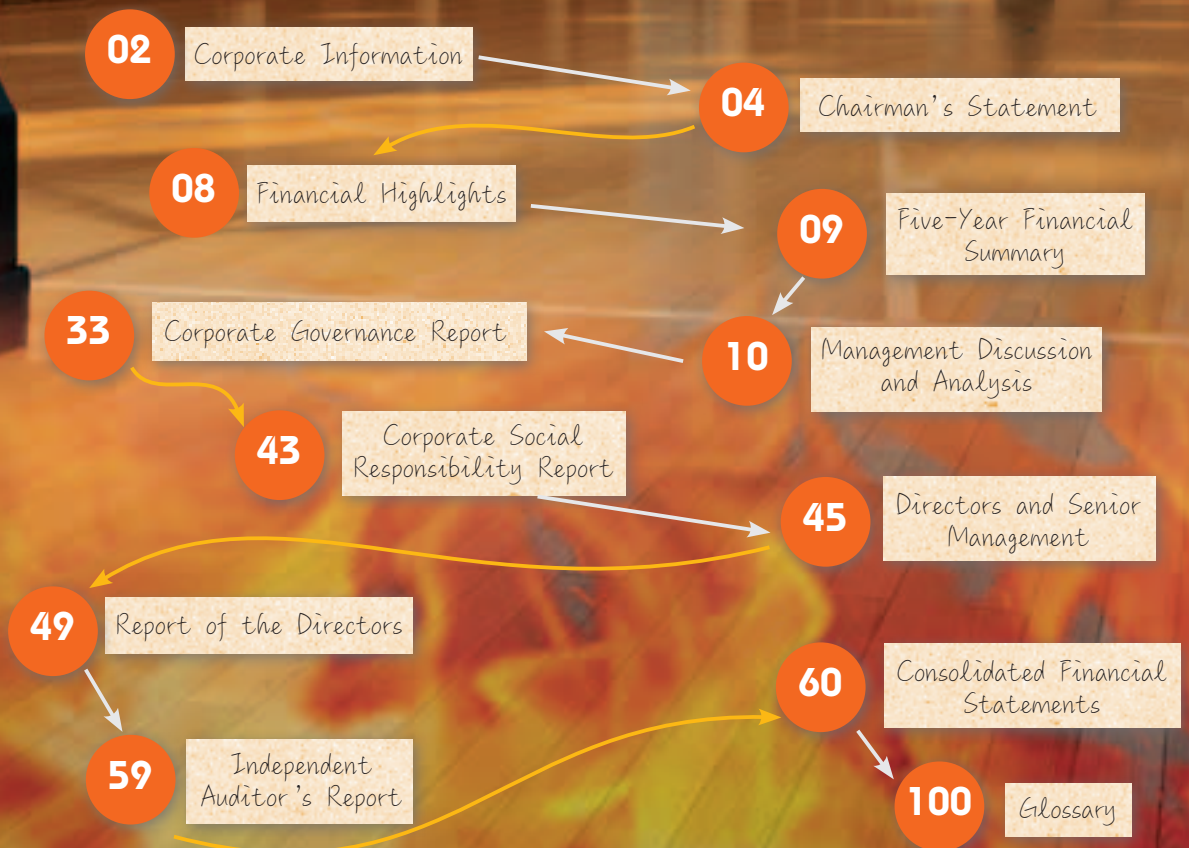 02
Corporate Information
04
Chairman's Statement
08
Financial Highlights
09
Five-Year Financial
Summary
10
Management Discussion
and Analysis
33
Corporate Governance Report
43
Corporate Social
Responsibility Report
45
Directors and Senior
Management
49
Report of the Directors
59
Independent
Auditor's Report
60
Consolidated Financial
Statements
100
Glossary